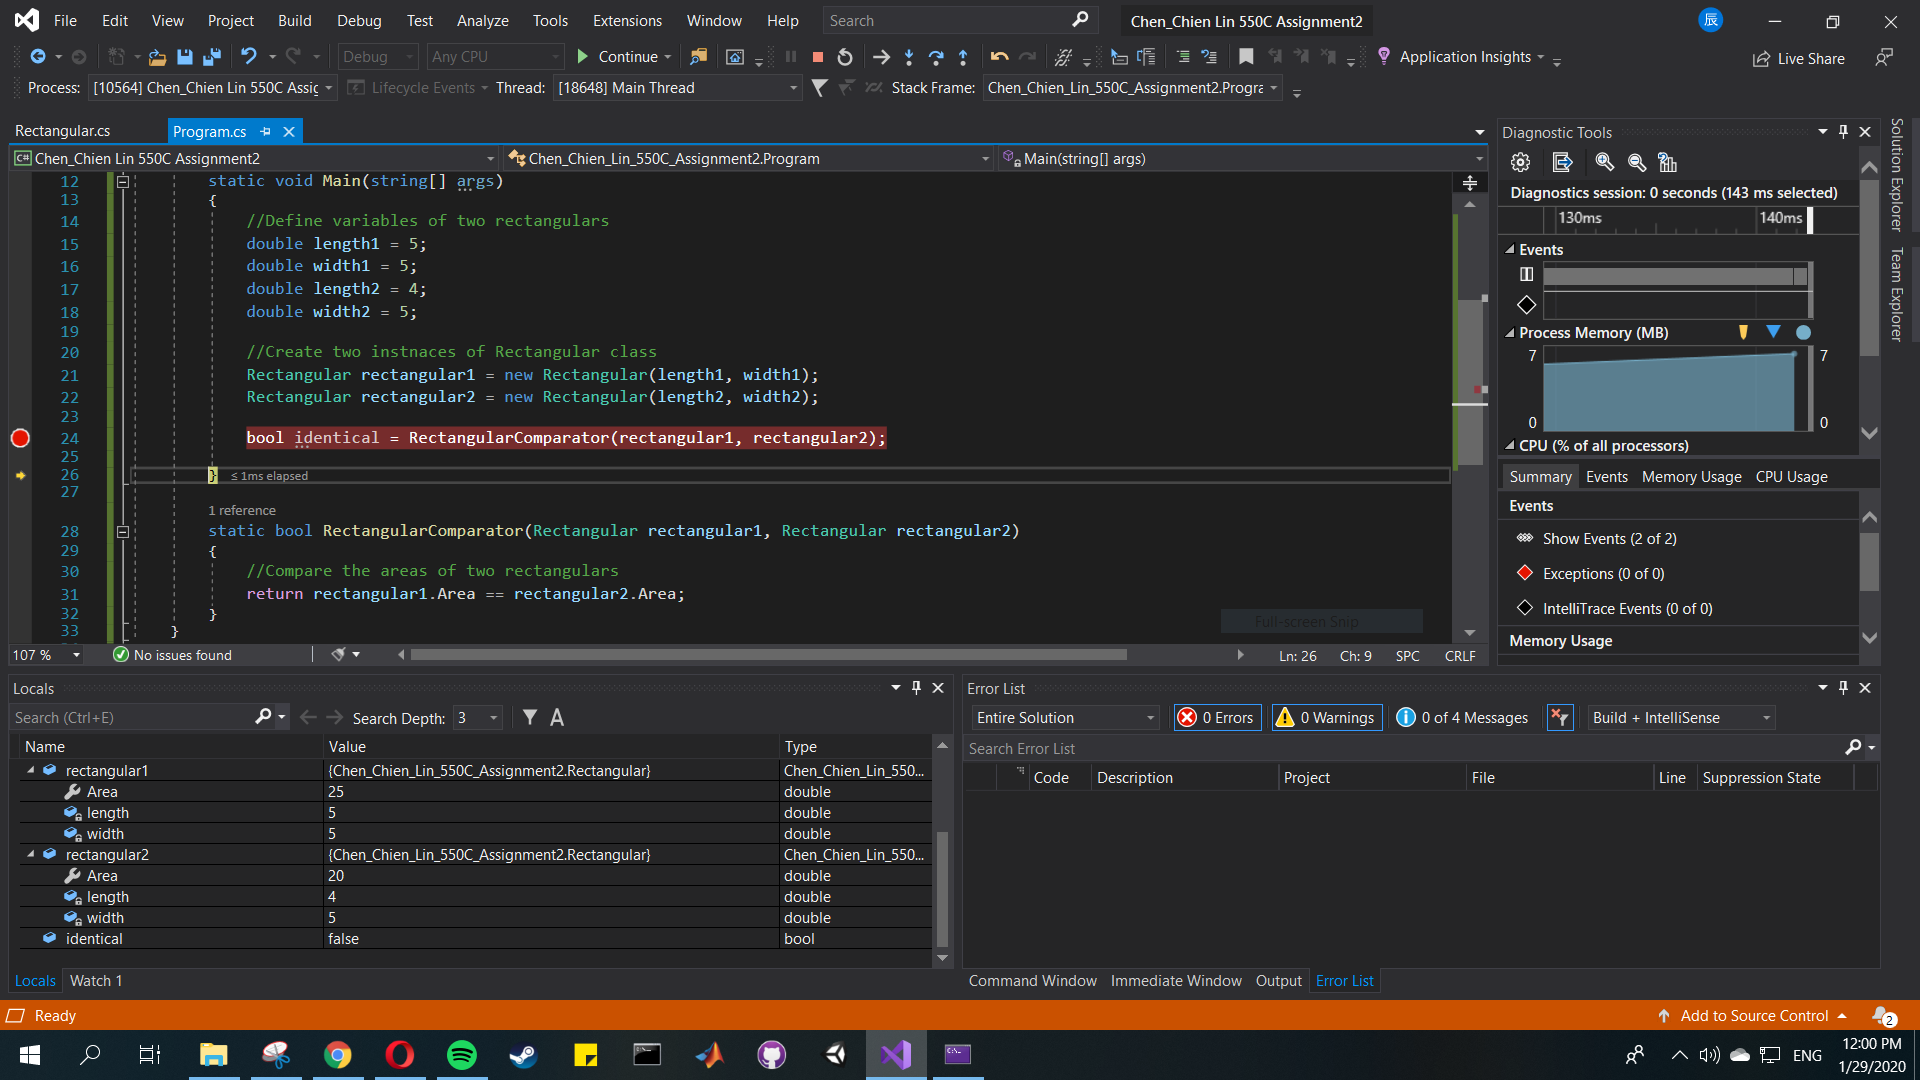 File Edit View Project Build Debug Test Analyze Tools Extensions Window Help Search Chen_Chien Lin 550C Assignment2 辰
Debug Any CPU Continue Application Insights Live Share
Process: [10564] Chen_Chien Lin 550C Assig Lifecycle Events Thread: [18648] Main Thread Stack Frame: Chen_Chien_Lin_550C_Assignment2.Progra
Rectangular.cs Program.cs
C# Chen_Chien Lin 550C Assignment2 Chen_Chien_Lin_550C_Assignment2.Program Main(string[] args)
12 static void Main(string[] args)
13 {
14 //Define variables of two rectangulars
15 double length1 = 5;
16 double width1 = 5;
17 double length2 = 4;
18 double width2 = 5;
19
20 //Create two instnaces of Rectangular class
21 Rectangular rectangular1 = new Rectangular(length1, width1);
22 Rectangular rectangular2 = new Rectangular(length2, width2);
23
24 bool identical = RectangularComparator(rectangular1, rectangular2);
25
26 } ≤ 1ms elapsed
27
1 reference
28 static bool RectangularComparator(Rectangular rectangular1, Rectangular rectangular2)
29 {
30 //Compare the areas of two rectangulars
31 return rectangular1.Area == rectangular2.Area;
32 }
33 }
Full-screen Snip
107 % No issues found Ln: 26 Ch: 9 SPC CRLF
Diagnostic Tools
Diagnostics session: 0 seconds (143 ms selected)
130ms 140ms
Events
Process Memory (MB)
7 7
0 0
CPU (% of all processors)
Summary Events Memory Usage CPU Usage
Events
Show Events (2 of 2)
Exceptions (0 of 0)
IntelliTrace Events (0 of 0)
Memory Usage
Solution Explorer
Team Explorer
Locals
Search (Ctrl+E) Search Depth: 3 A
Name Value Type
rectangular1 {Chen_Chien_Lin_550C_Assignment2.Rectangular} Chen_Chien_Lin_550...
Area 25 double
length 5 double
width 5 double
rectangular2 {Chen_Chien_Lin_550C_Assignment2.Rectangular} Chen_Chien_Lin_550...
Area 20 double
length 4 double
width 5 double
identical false bool
Locals Watch 1
Error List
Entire Solution 0 Errors 0 Warnings 0 of 4 Messages Build + IntelliSense
Search Error List
Code Description Project File Line Suppression State
Command Window Immediate Window Output Error List
Ready Add to Source Control 2
ENG 12:00 PM
1/29/2020